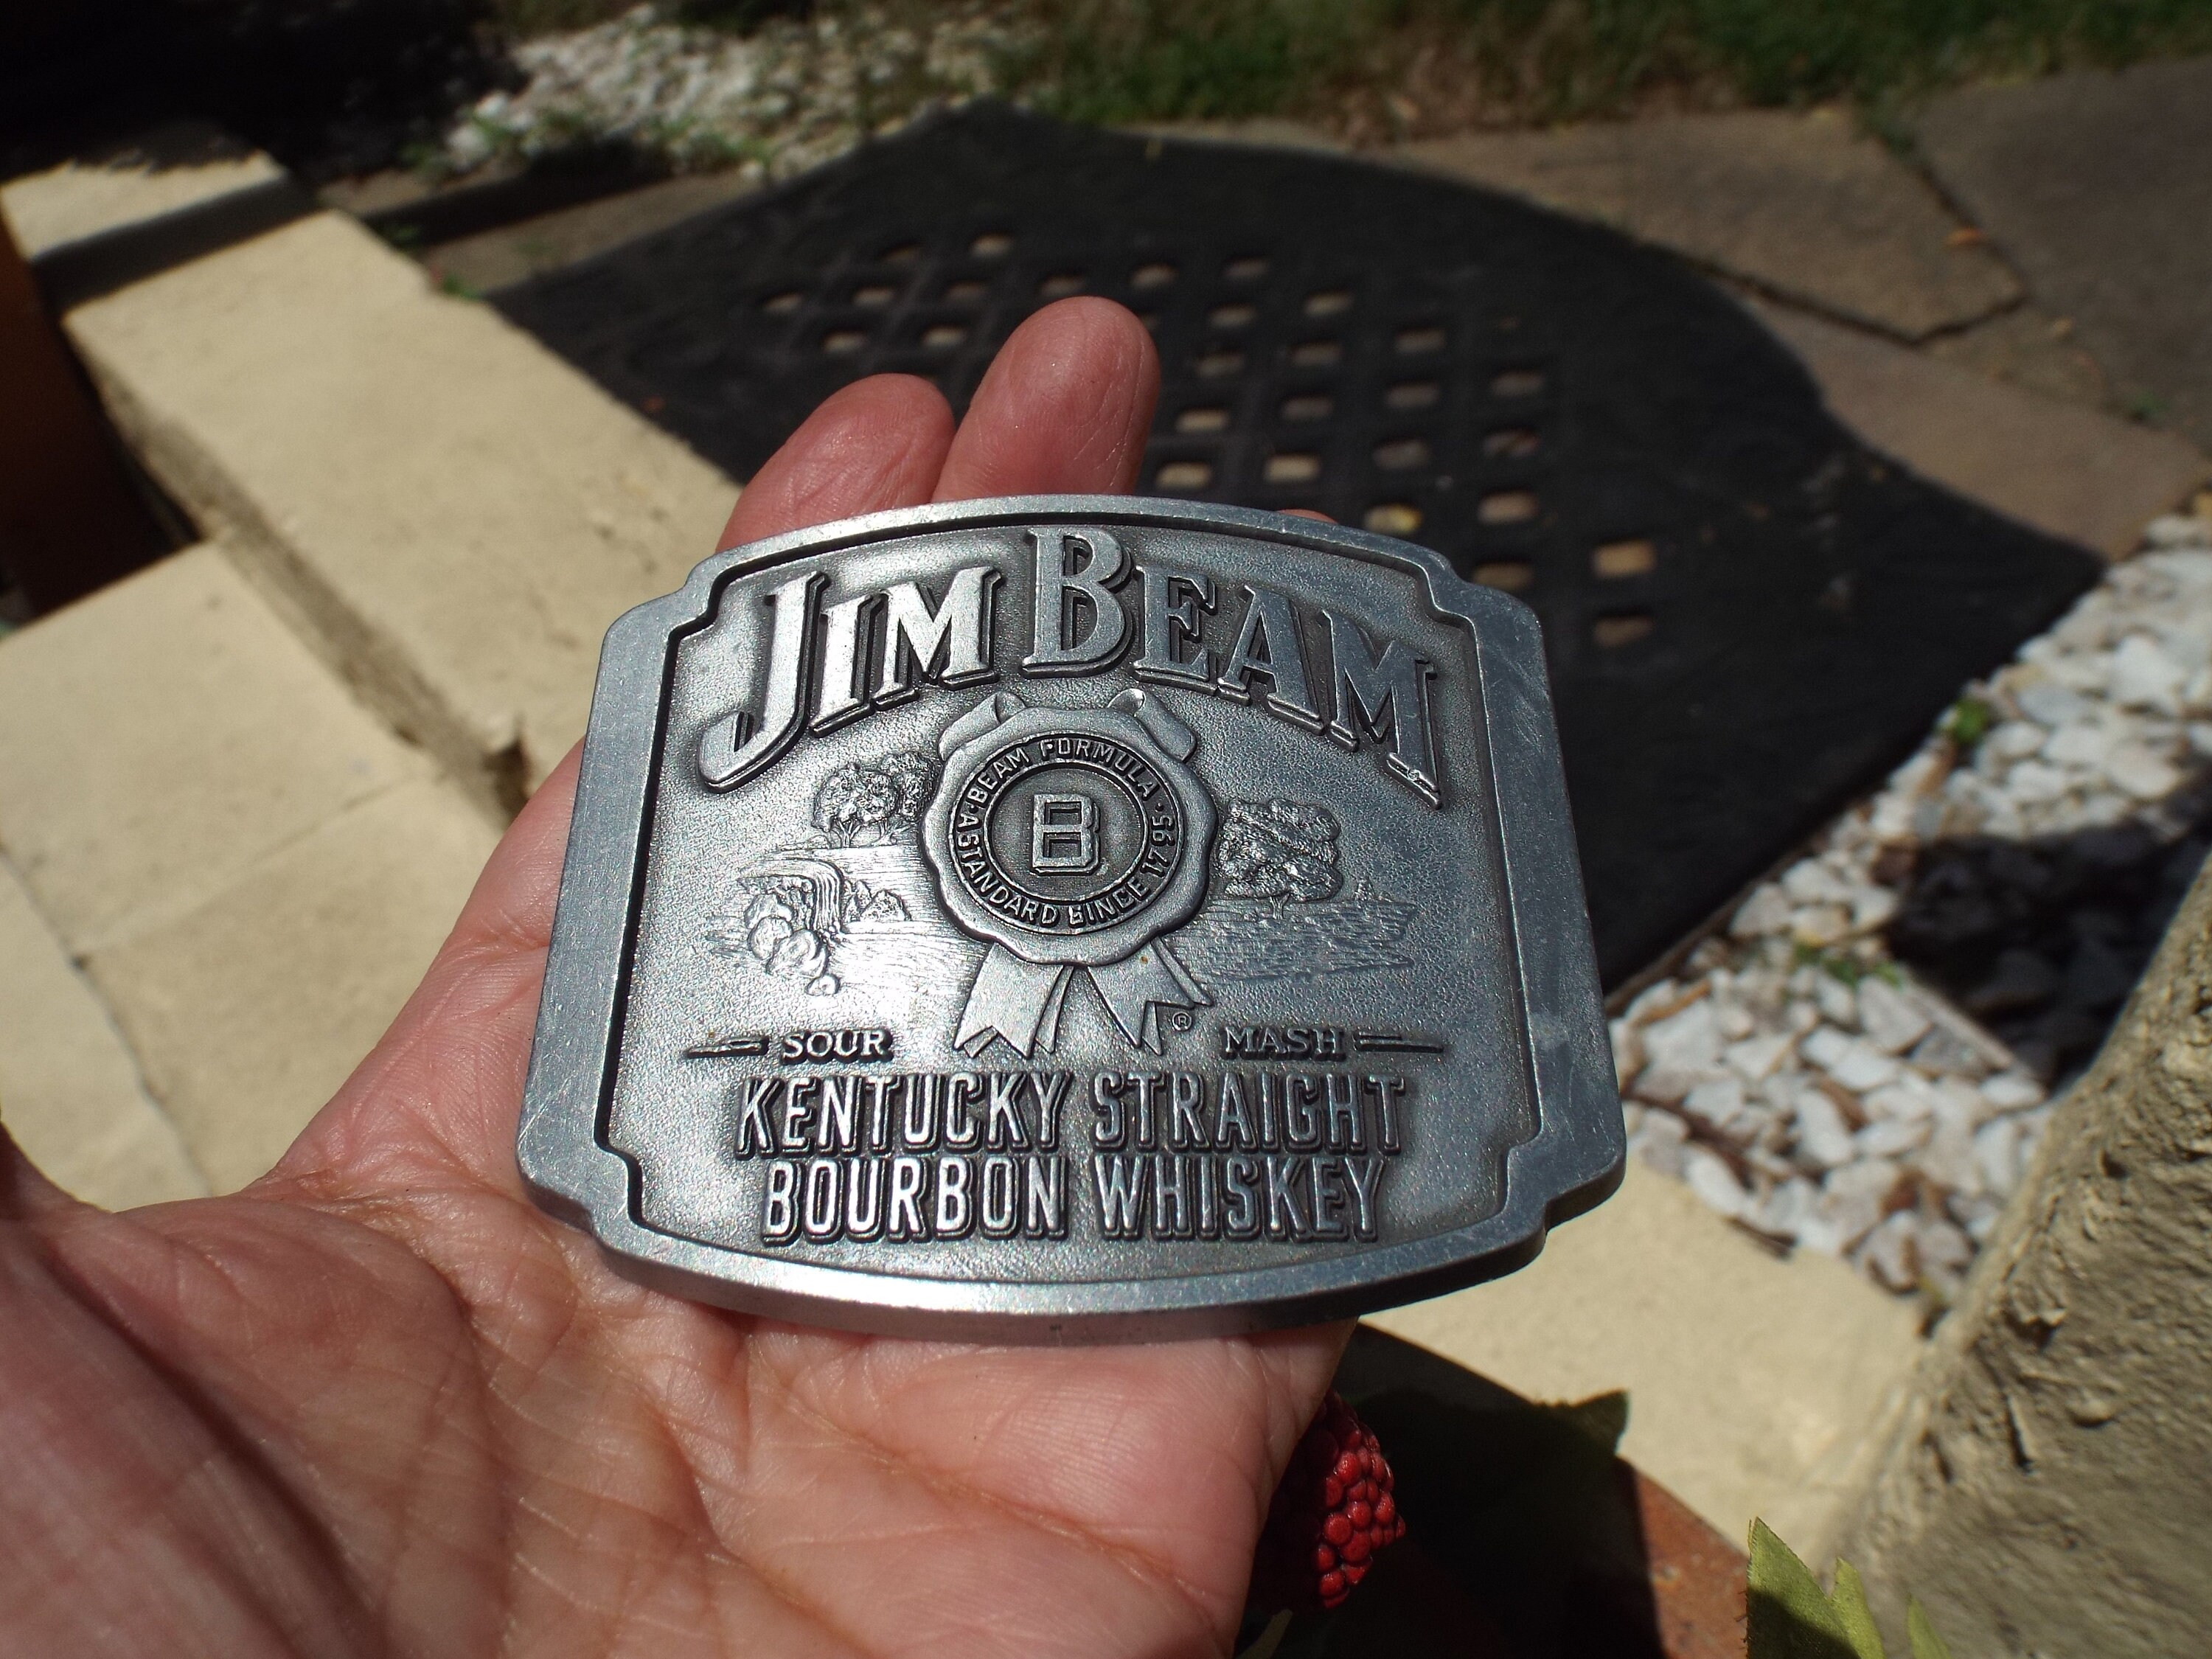 JIM BEAM
BEAM FORMULA
B
A STANDARD SINCE 1795
®
SOUR MASH
KENTUCKY STRAIGHT
BOURBON WHISKEY